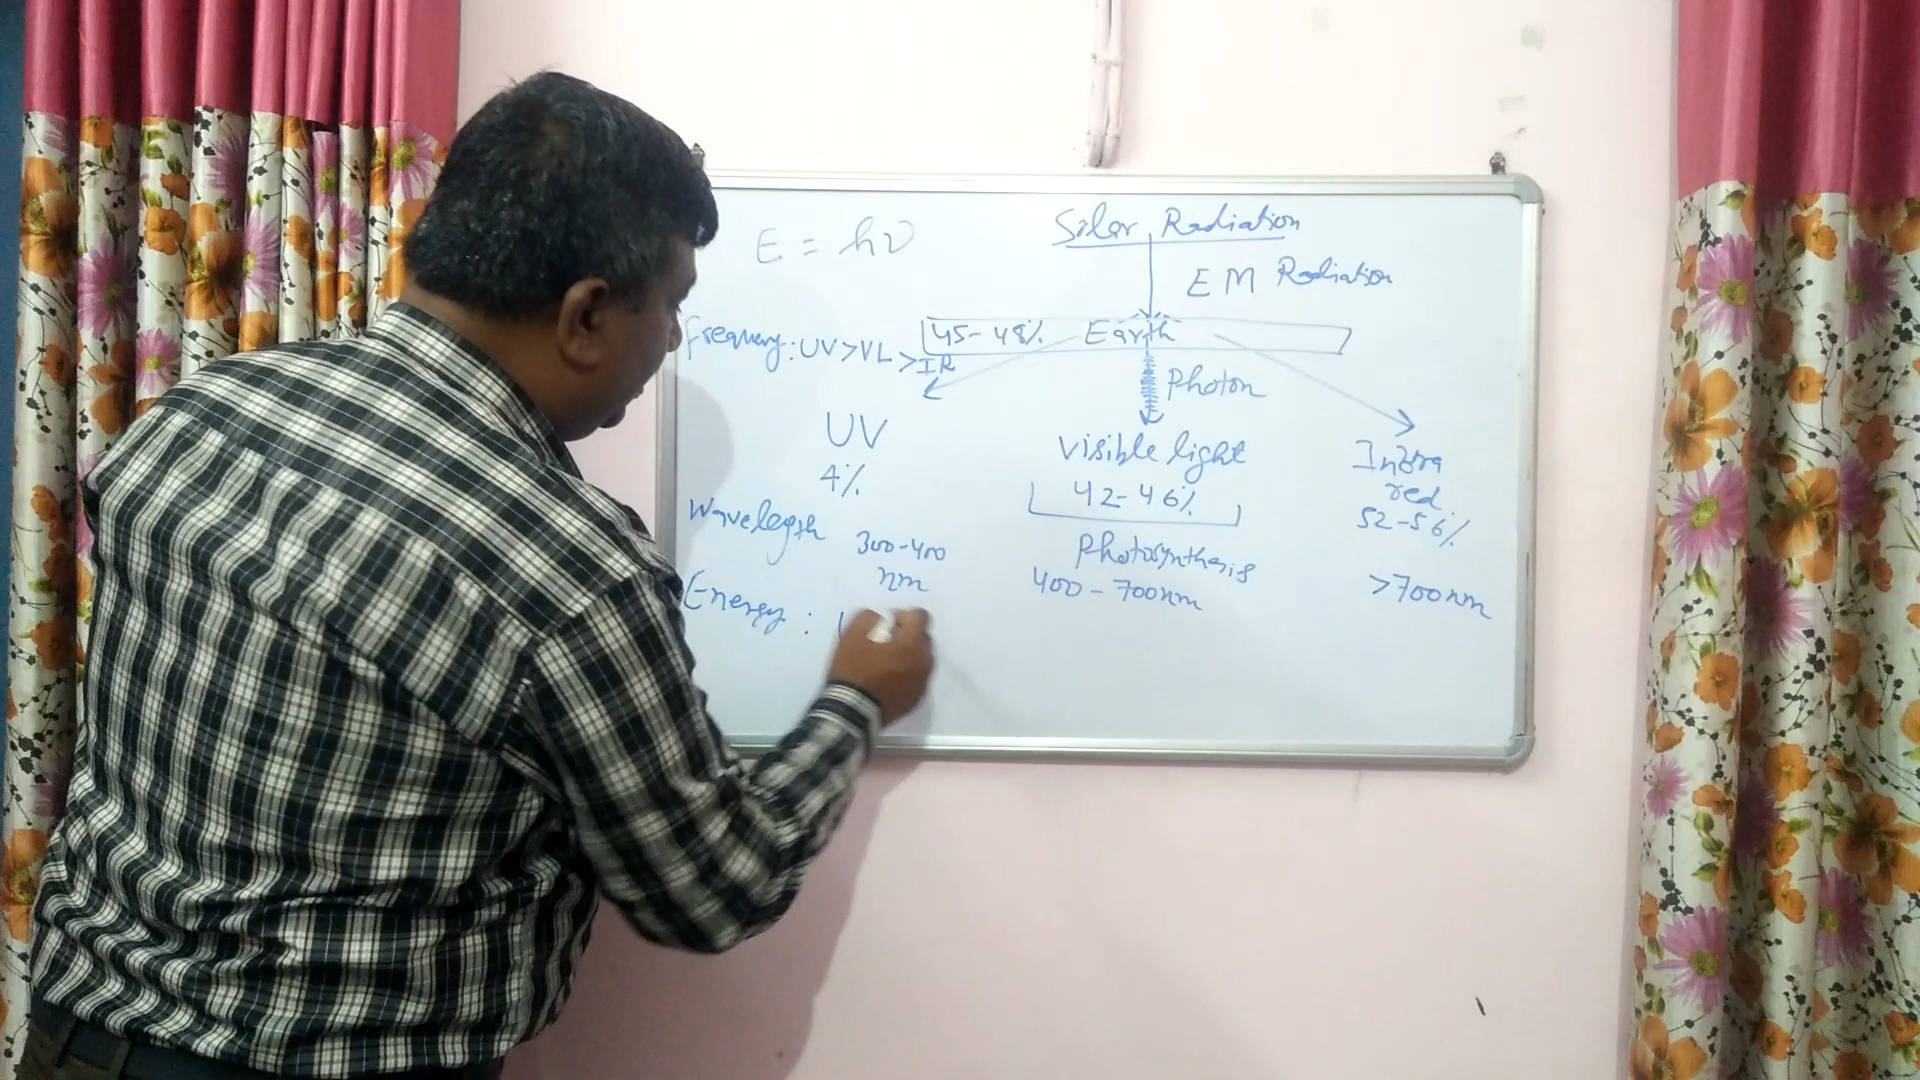 E = hν
Solar Radiation
EM Radiation
Frequency: UV > VL > IR
45-48% Earth
Photon
UV
4%
Visible light
42-46%
Infra
red
52-56%
Wavelength
300-400
nm
Photosynthesis
400-700nm
>700nm
Energy :